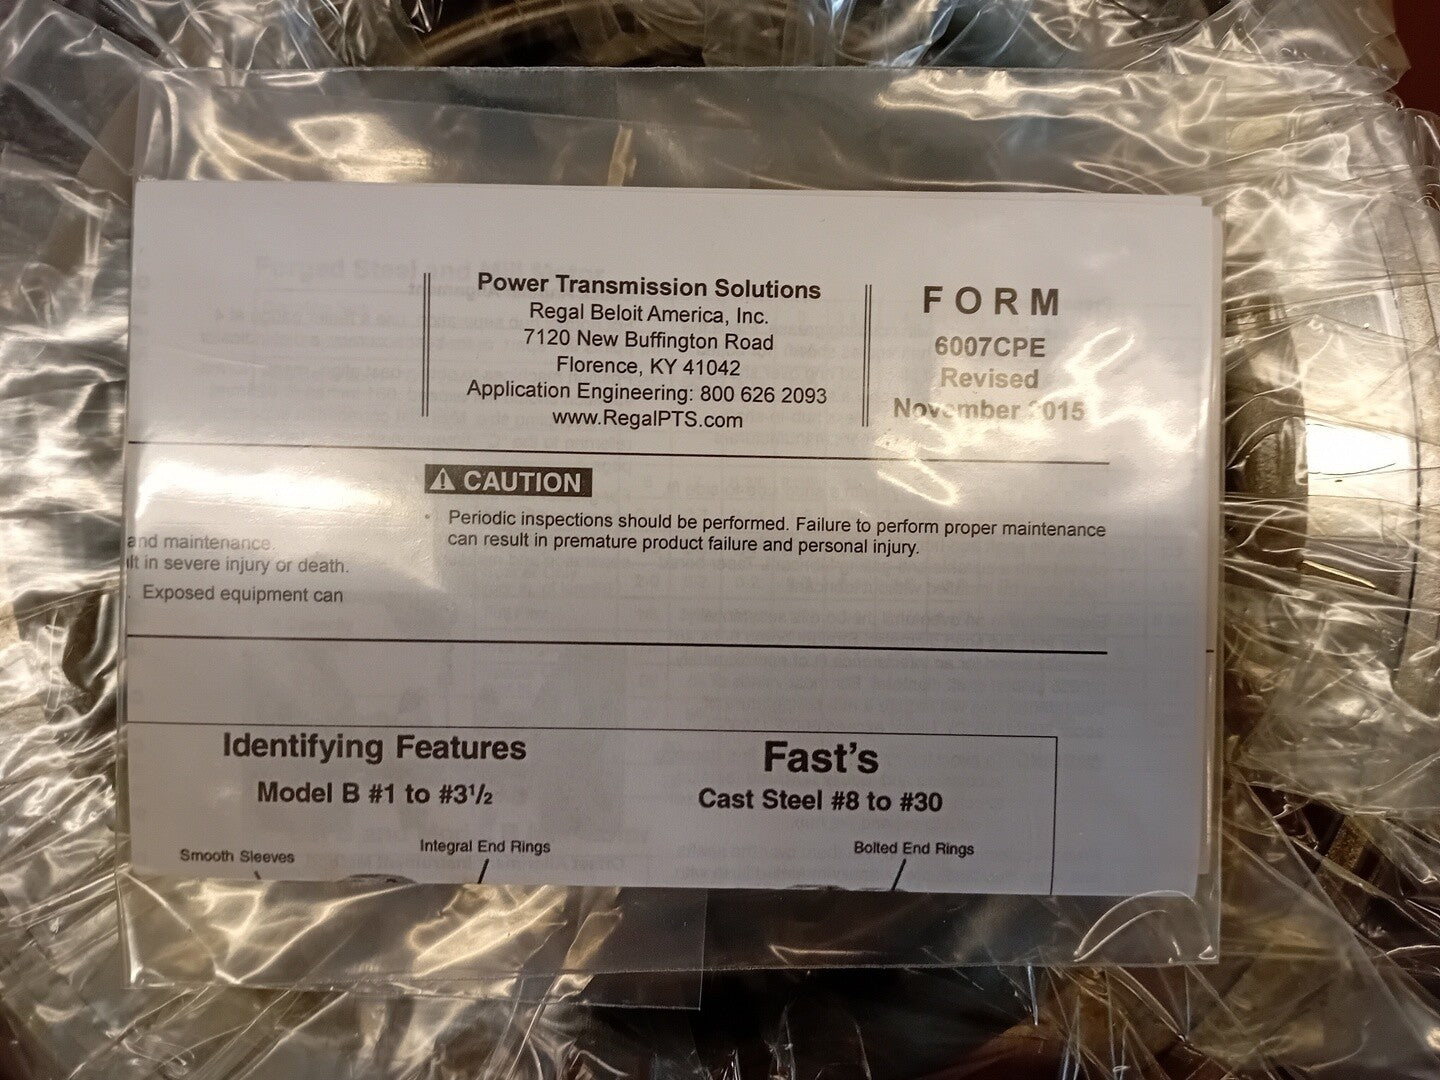 Power Transmission Solutions
Regal Beloit America, Inc.
7120 New Buffington Road
Florence, KY 41042
Application Engineering: 800 626 2093
www.RegalPTS.com
FORM
6007CPE
Revised
November 2015
CAUTION
• Periodic inspections should be performed. Failure to perform proper maintenance
can result in premature product failure and personal injury.
and maintenance.
in severe injury or death.
. Exposed equipment can
Identifying Features
Model B #1 to #3½
Smooth Sleeves
Integral End Rings
Fast's
Cast Steel #8 to #30
Bolted End Rings